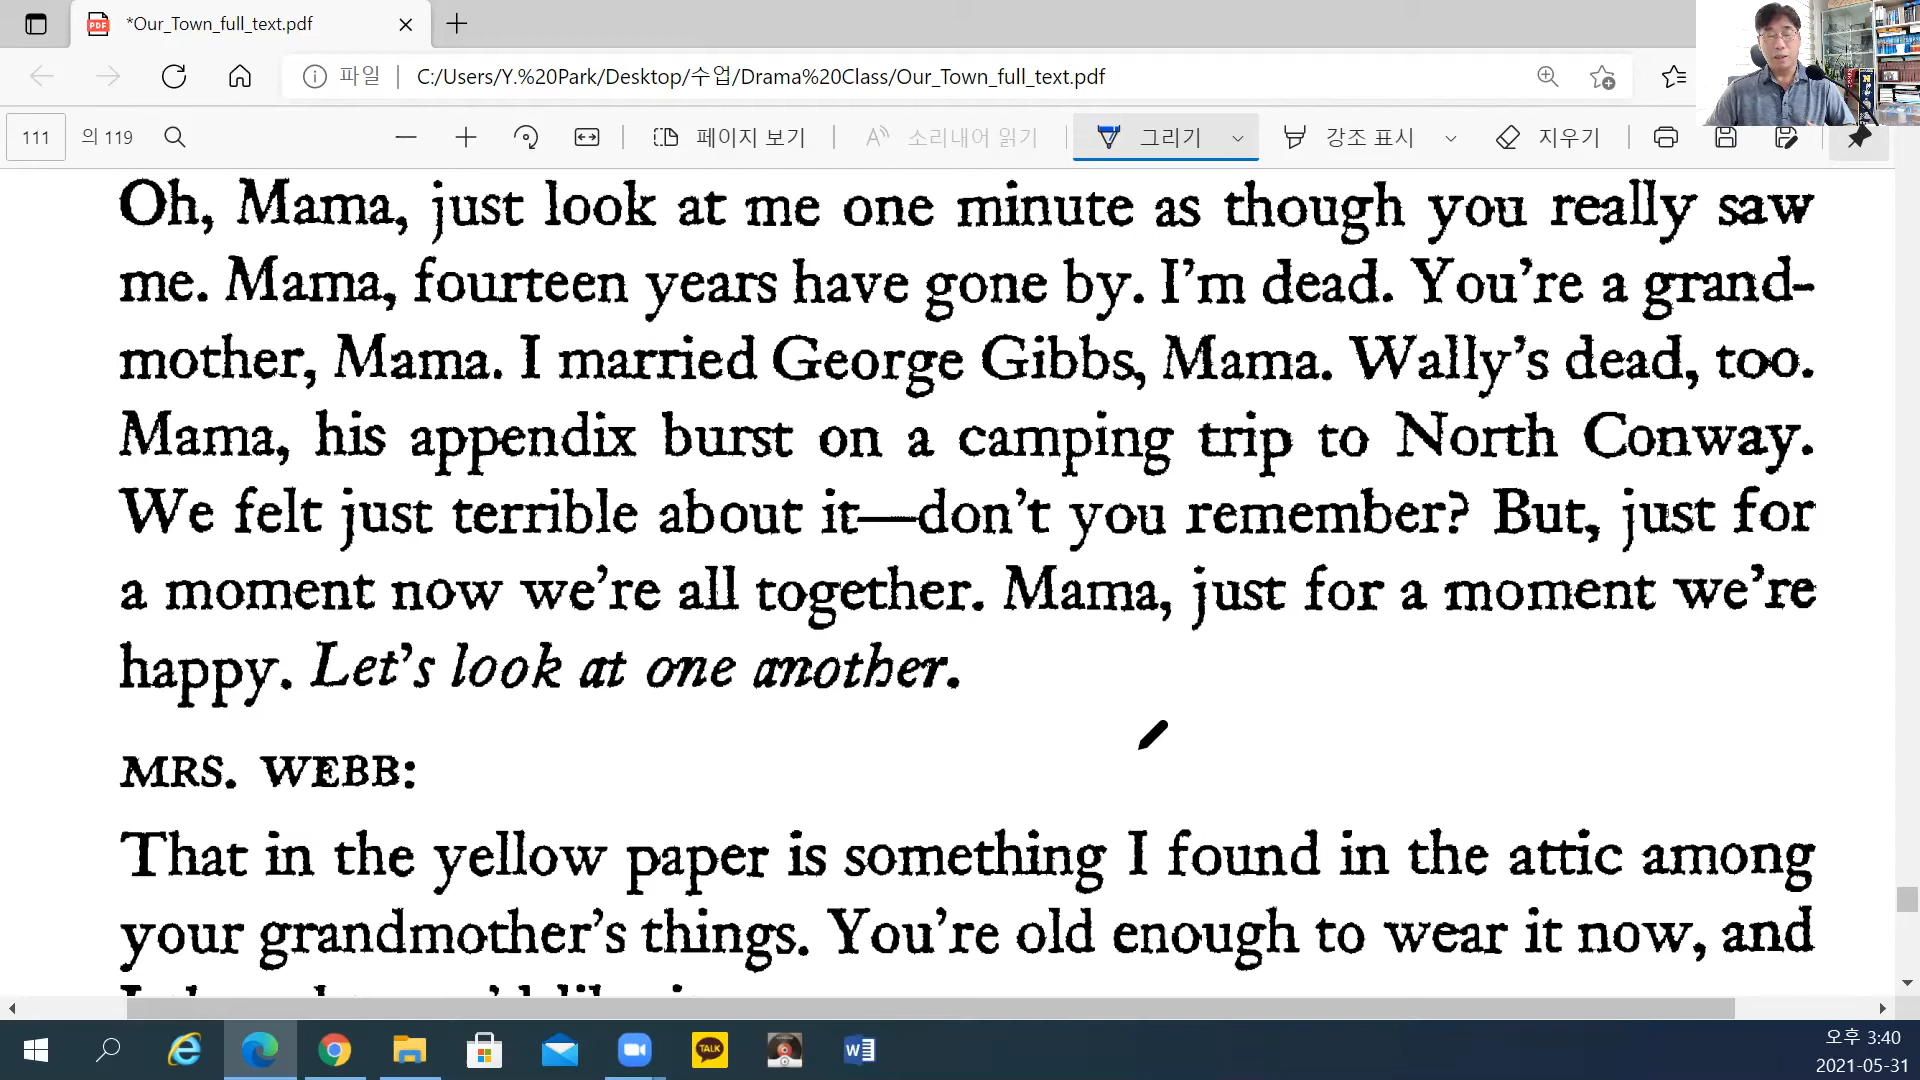 *Our_Town_full_text.pdf
파일 C:/Users/Y.%20Park/Desktop/수업/Drama%20Class/Our_Town_full_text.pdf
111 의 119 페이지 보기 소리내어 읽기 그리기 강조 표시 지우기
Oh, Mama, just look at me one minute as though you really saw
me. Mama, fourteen years have gone by. I'm dead. You're a grand-
mother, Mama. I married George Gibbs, Mama. Wally's dead, too.
Mama, his appendix burst on a camping trip to North Conway.
We felt just terrible about it—don't you remember? But, just for
a moment now we're all together. Mama, just for a moment we're
happy. Let's look at one another.
MRS. WEBB:
That in the yellow paper is something I found in the attic among
your grandmother's things. You're old enough to wear it now, and
TALK
오후 3:40
2021-05-31